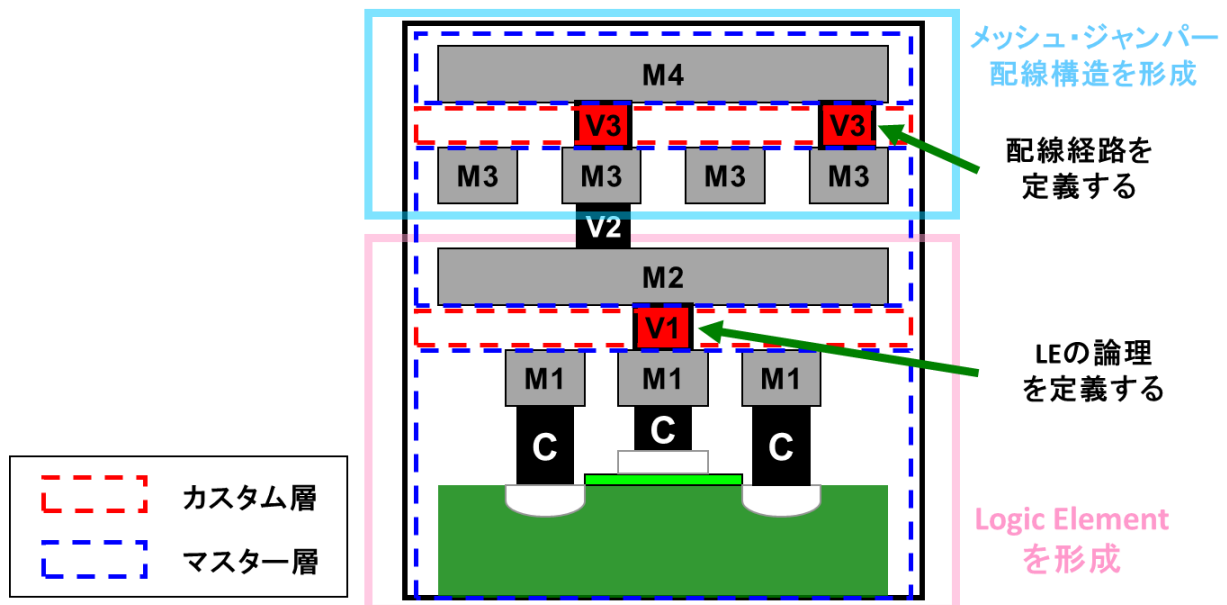 メッシュ・ジャンパー
配線構造を形成
M4
V3
V3
配線経路を
定義する
M3
M3
M3
M3
V2
M2
V1
LEの論理
を定義する
M1
M1
M1
C
C
C
カスタム層
マスター層
Logic Element
を形成